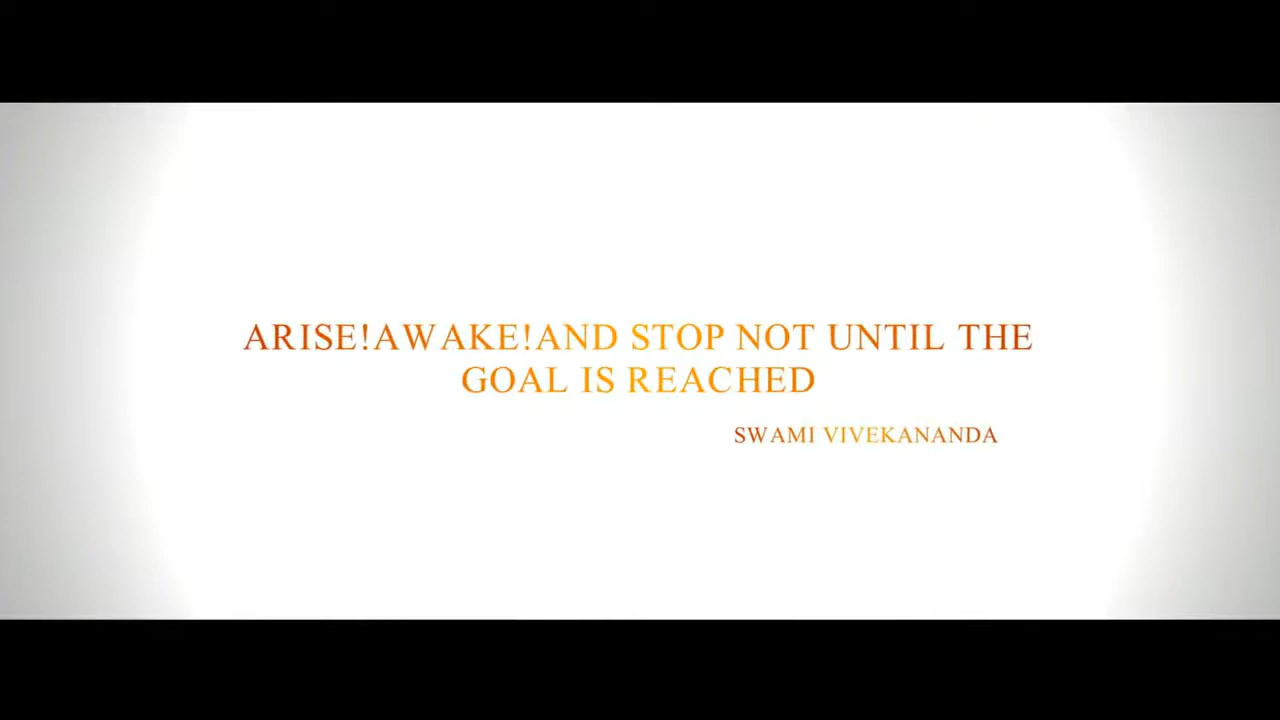 ARISE!AWAKE!AND STOP NOT UNTIL THE
GOAL IS REACHED
SWAMI VIVEKANANDA